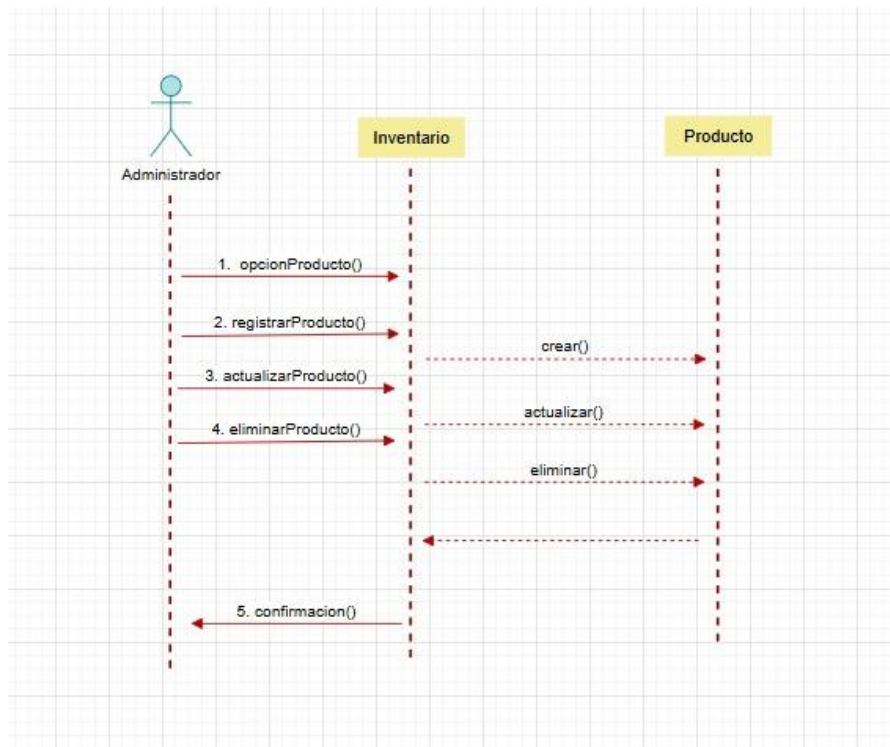 Administrador
Inventario
Producto
1. opcionProducto()
2. registrarProducto()
crear()
3. actualizarProducto()
actualizar()
4. eliminarProducto()
eliminar()
5. confirmacion()